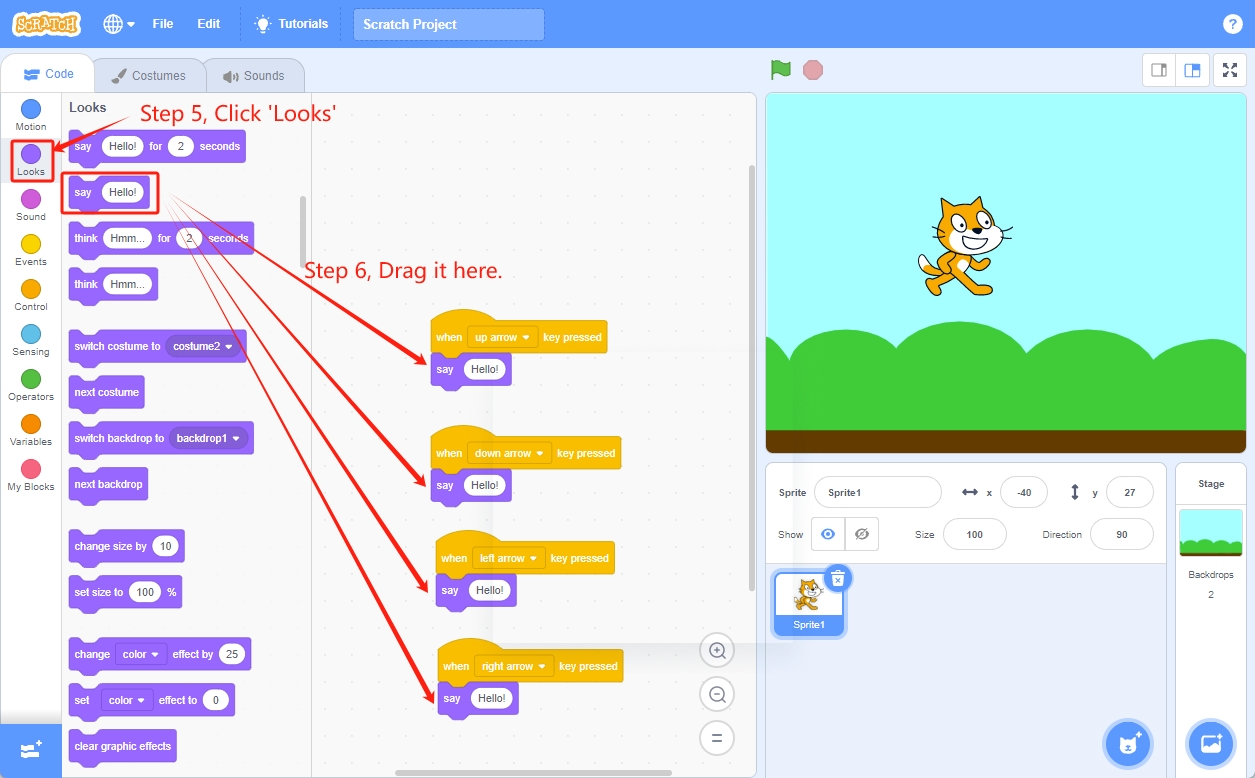 SCRATCH
File
Edit
Tutorials
Scratch Project
?
Code
Costumes
Sounds
Motion
Looks
Sound
Events
Control
Sensing
Operators
Variables
My Blocks
Looks
Step 5, Click 'Looks'
say Hello! for 2 seconds
say Hello!
think Hmm... for 2 seconds
think Hmm...
switch costume to costume2
next costume
switch backdrop to backdrop1
next backdrop
change size by 10
set size to 100 %
change color effect by 25
set color effect to 0
clear graphic effects
Step 6, Drag it here.
when up arrow key pressed
say Hello!
when down arrow key pressed
say Hello!
when left arrow key pressed
say Hello!
when right arrow key pressed
say Hello!
Sprite Sprite1 x -40 y 27
Show Size 100 Direction 90
Sprite1
Stage
Backdrops
2